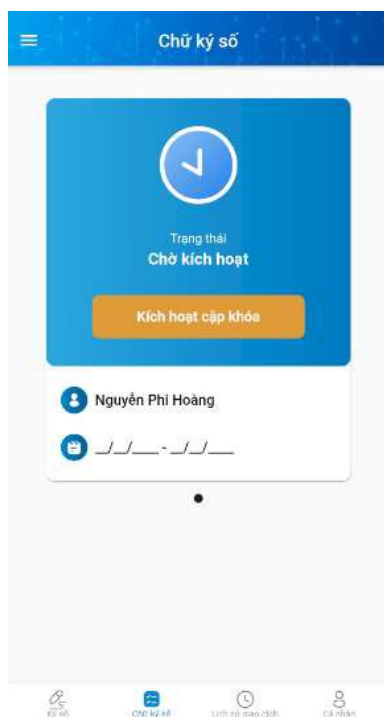 Chữ ký số
Trạng thái
Chờ kích hoạt
Kích hoạt cặp khóa
Nguyễn Phi Hoàng
__/__/____ - __/__/____
Ký số
Chữ ký số
Lịch sử giao dịch
Cá nhân